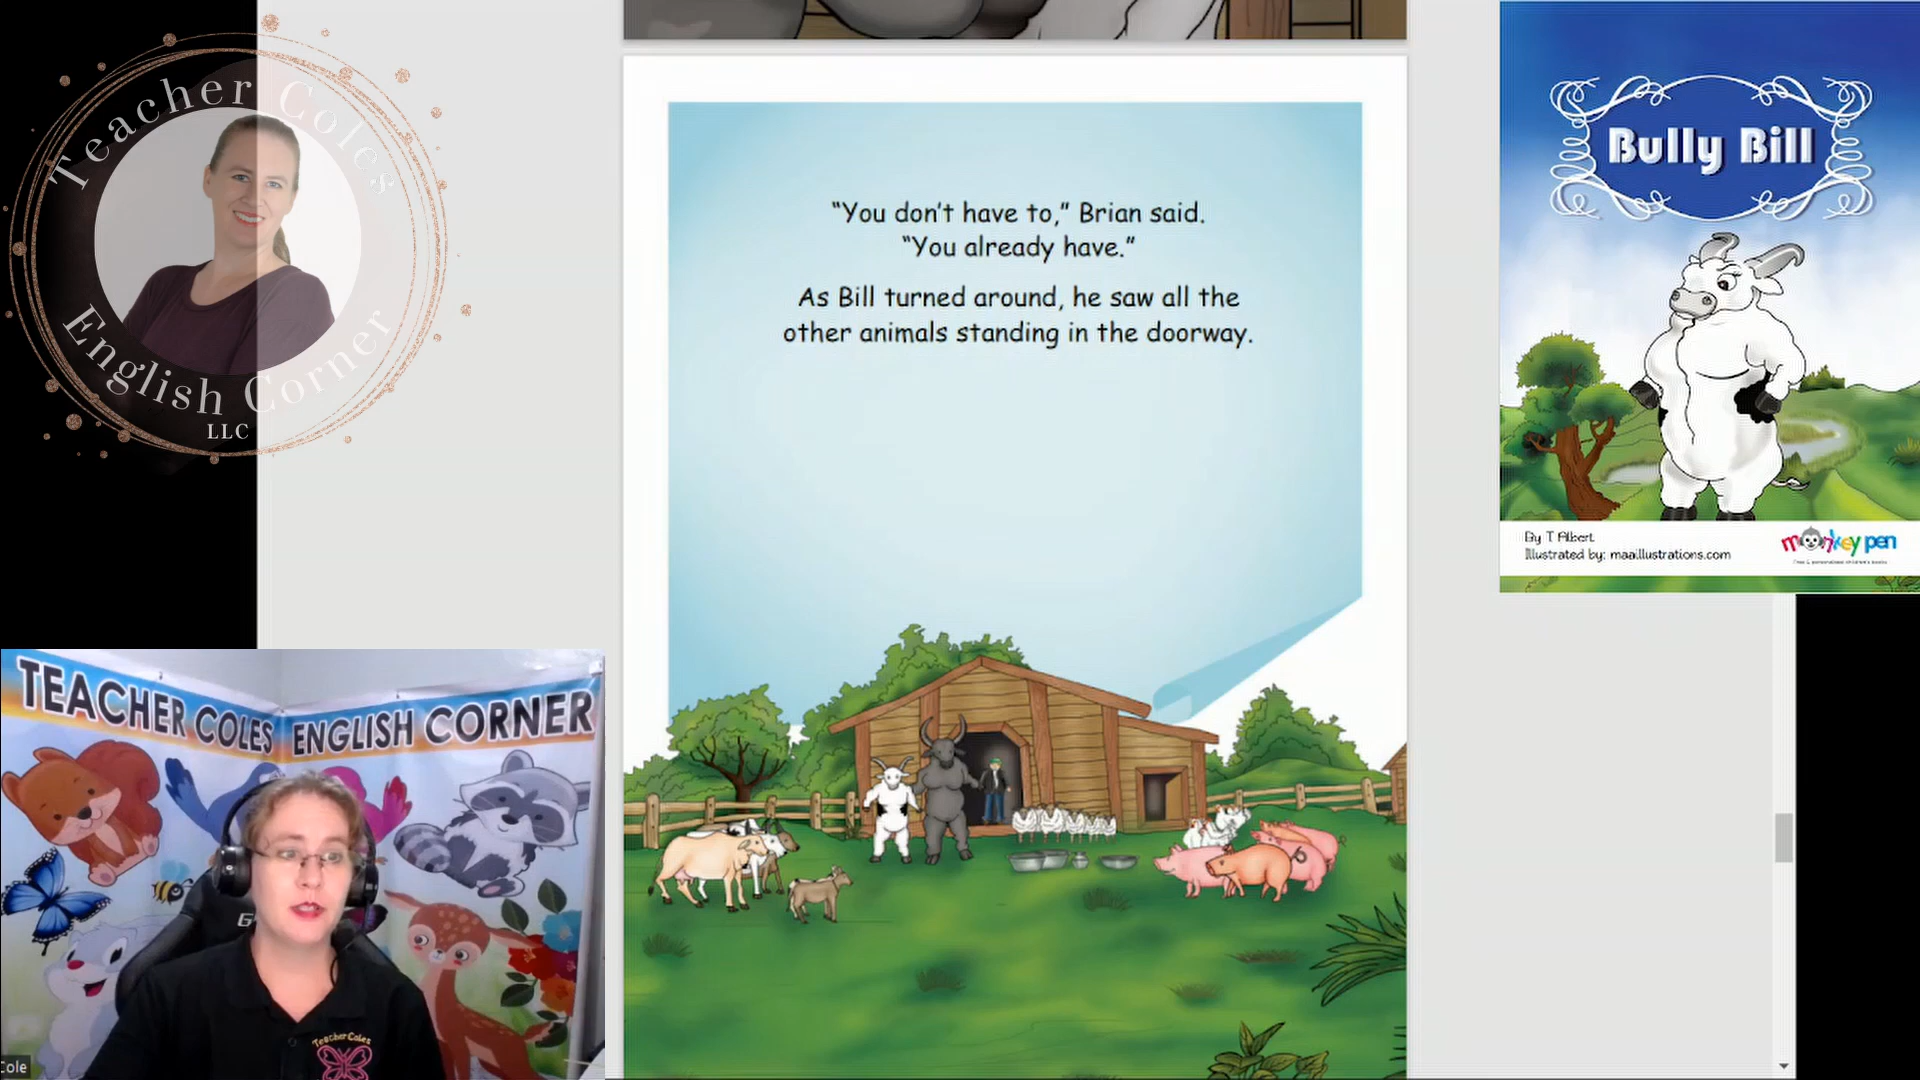 Teacher Coles
English Corner
LLC
"You don't have to," Brian said.
"You already have."
As Bill turned around, he saw all the
other animals standing in the doorway.
Bully Bill
By T Albert
Illustrated by: maaillustrations.com
monkey pen
TEACHER COLES ENGLISH CORNER
TeacherColes
Cole